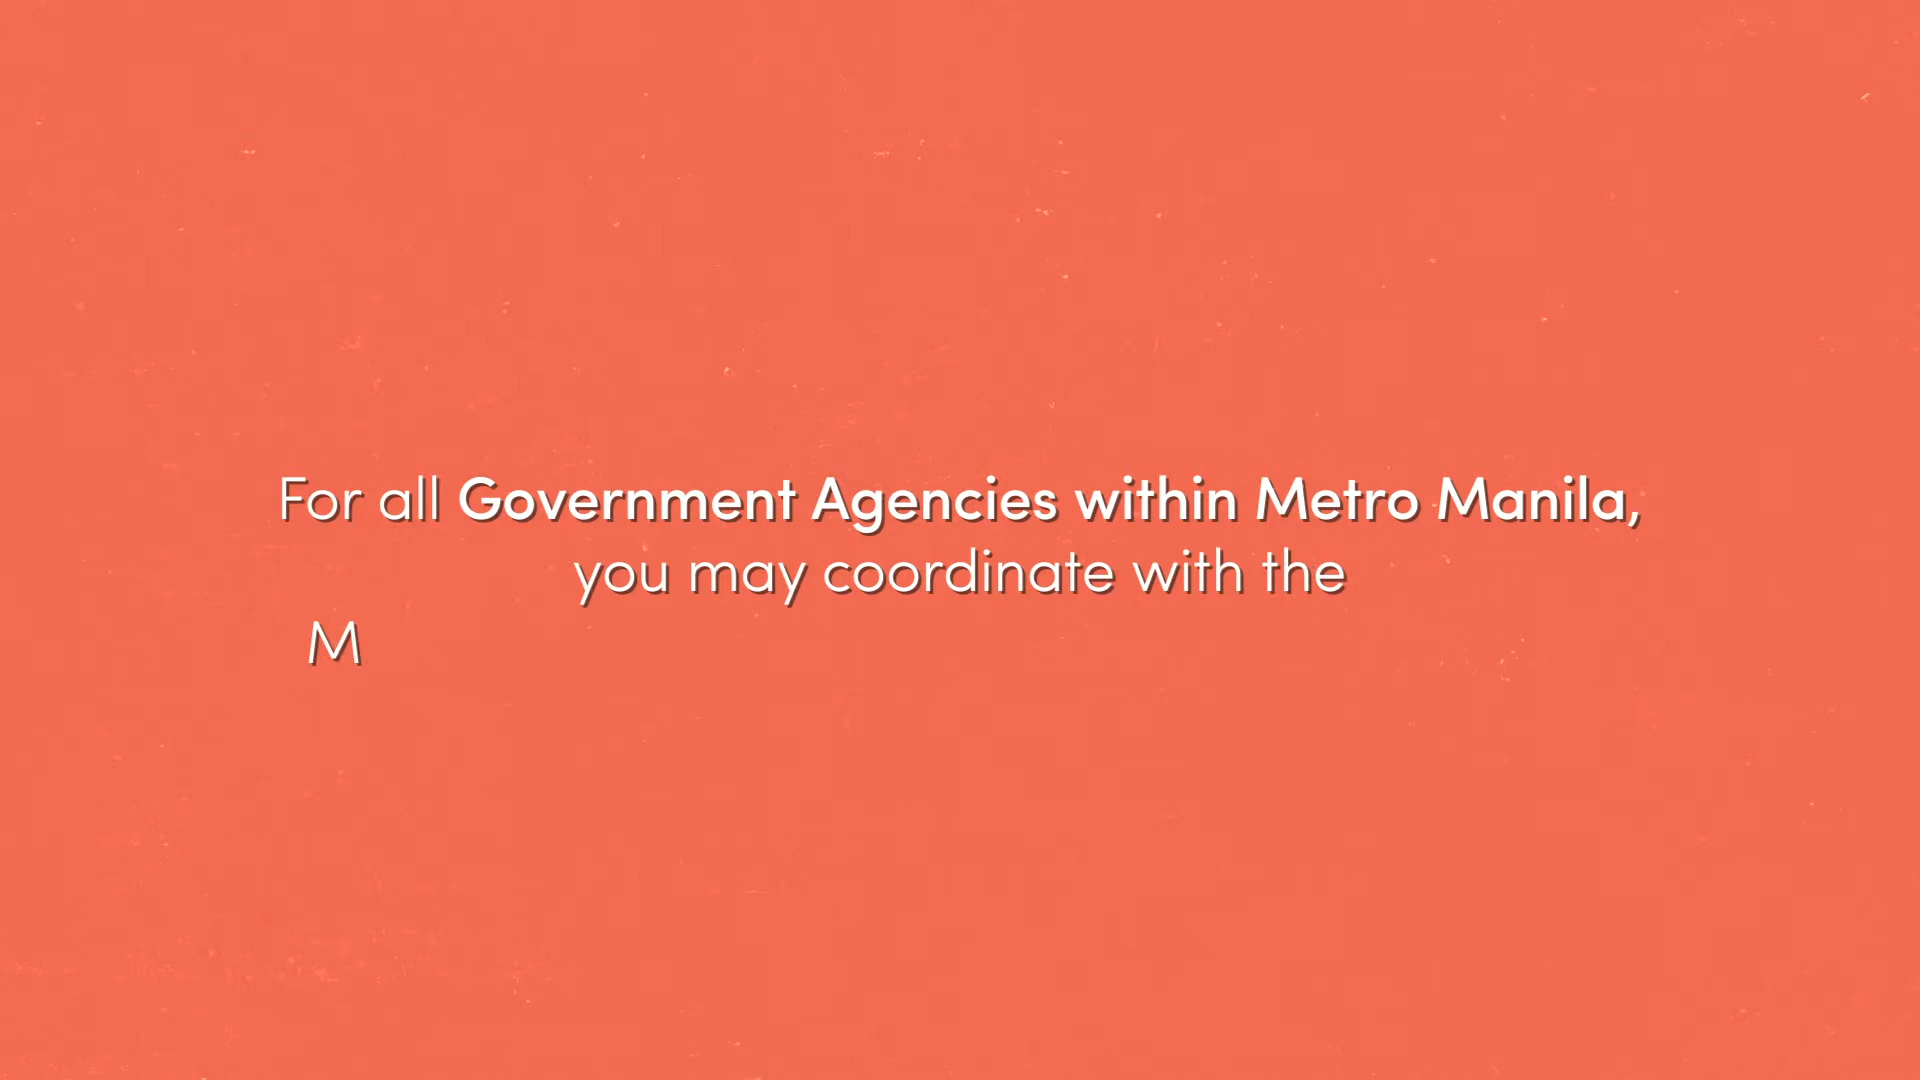 For all Government Agencies within Metro Manila,
you may coordinate with the
M